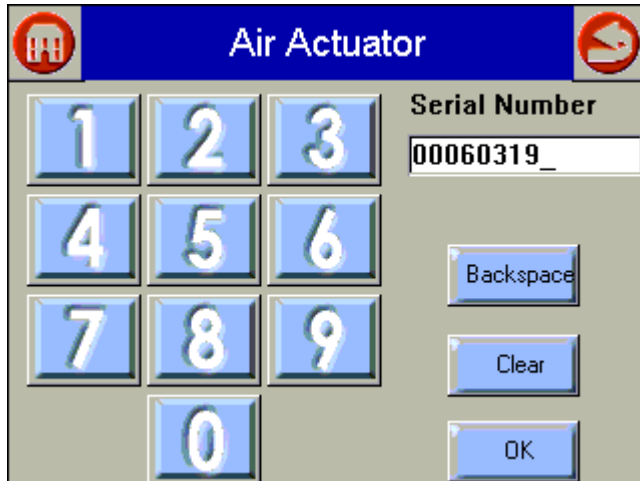 Air Actuator
Serial Number
00060319_
1 2 3
4 5 6
7 8 9
0
Backspace
Clear
OK